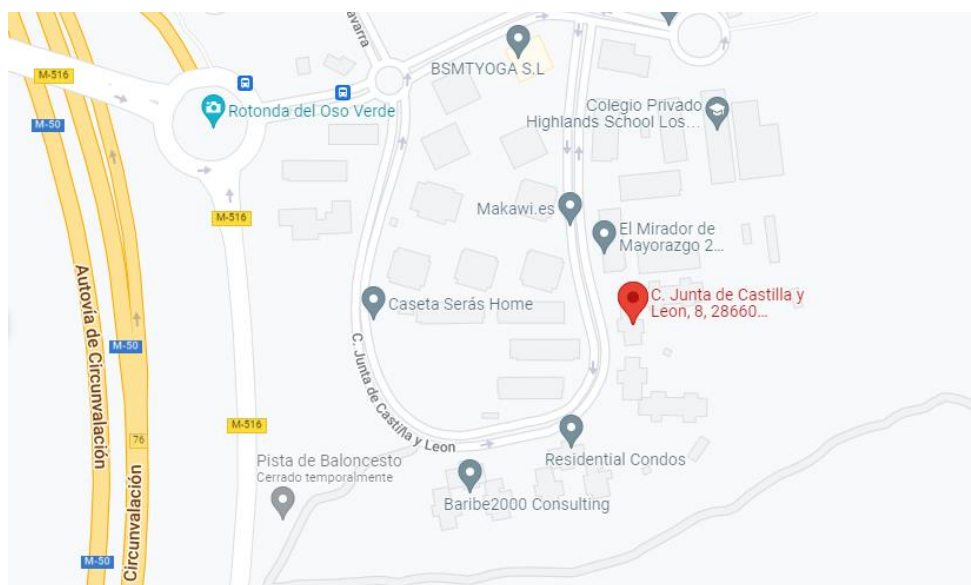 avarra
BSMTYOGA S.L
M-516
Rotonda del Oso Verde
Colegio Privado
Highlands School Los...
M-50
M-516
Makawi.es
El Mirador de
Mayorazgo 2...
C. Junta de Castilla y
Leon, 8, 28660...
Caseta Serás Home
Autovía de Circunvalación
M-50
C. Junta de Castilla y Leon
M-516
76
Pista de Baloncesto
Cerrado temporalmente
Residential Condos
Baribe2000 Consulting
Circunvalación
M-50